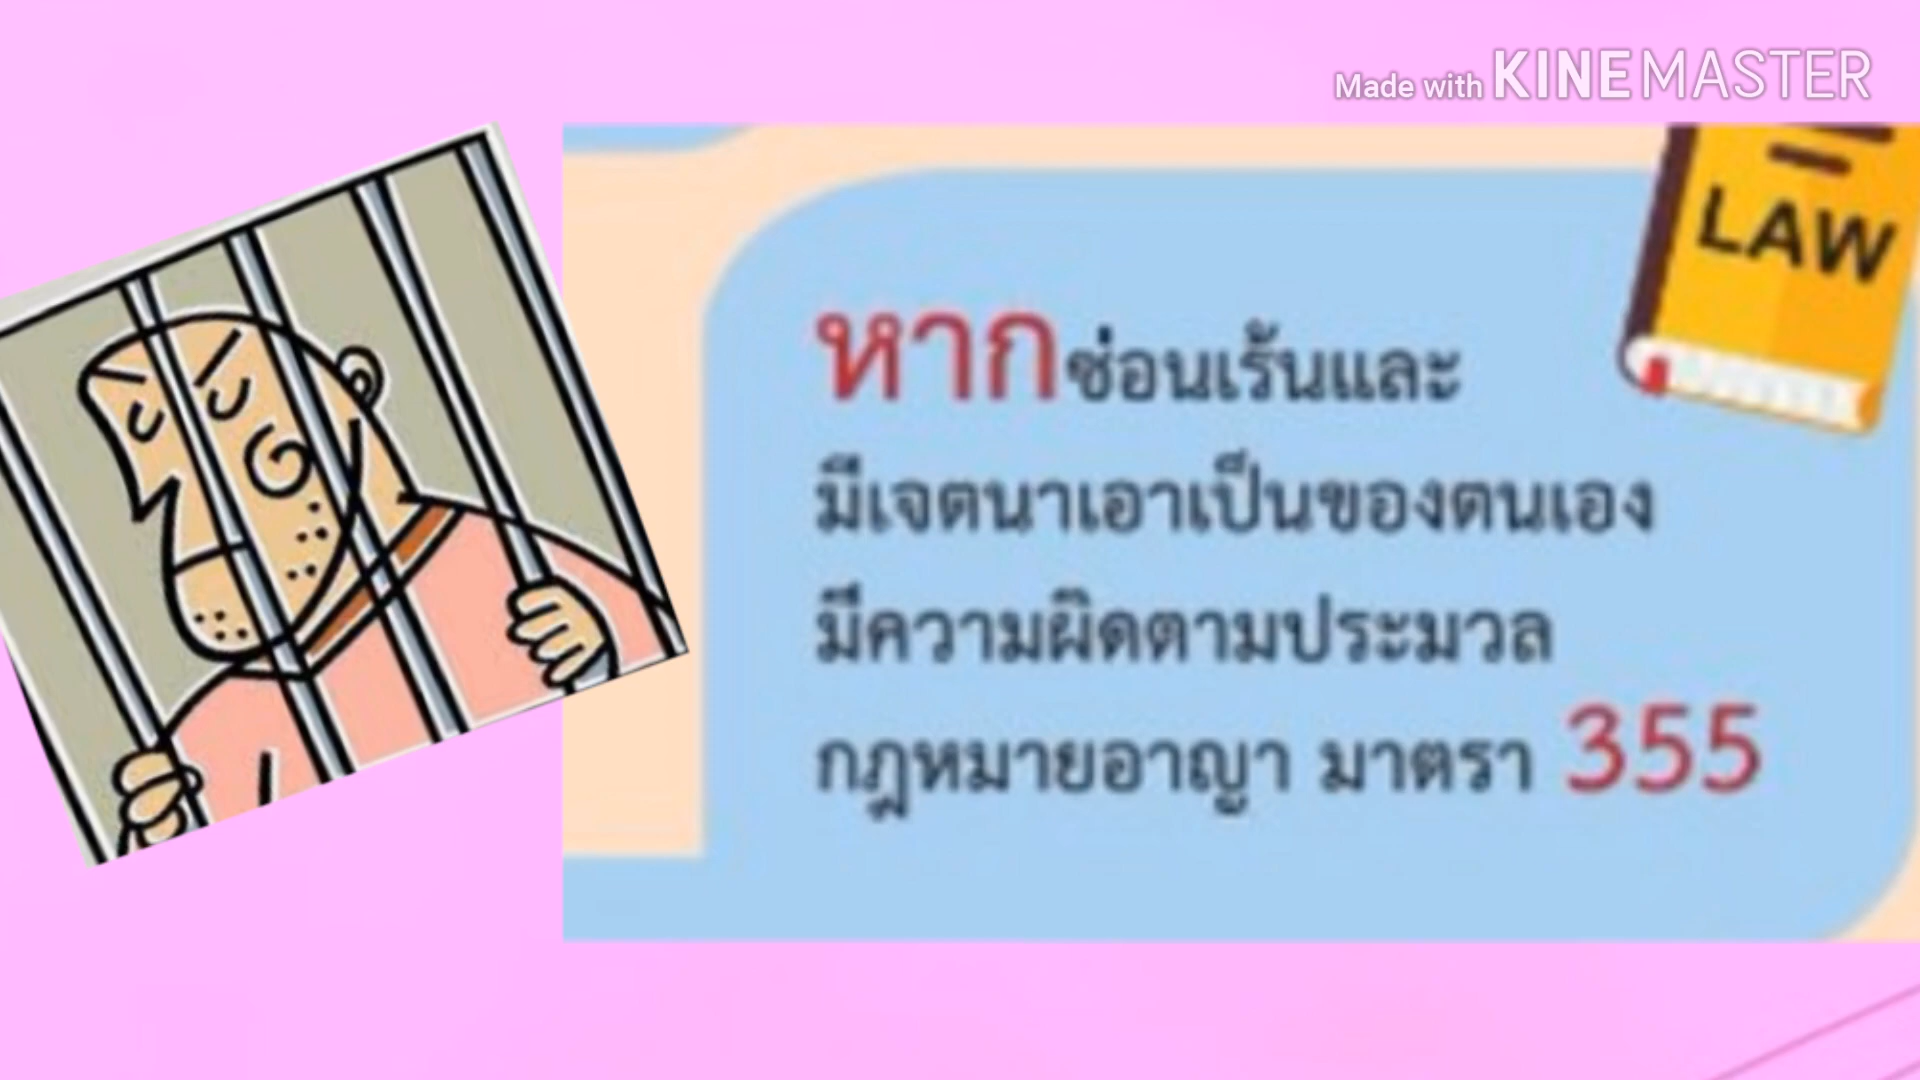 Made with KINEMASTER
LAW
หากซ่อนเร้นและ
มีเจตนาเอาเป็นของตนเอง
มีความผิดตามประมวล
กฎหมายอาญา มาตรา 355